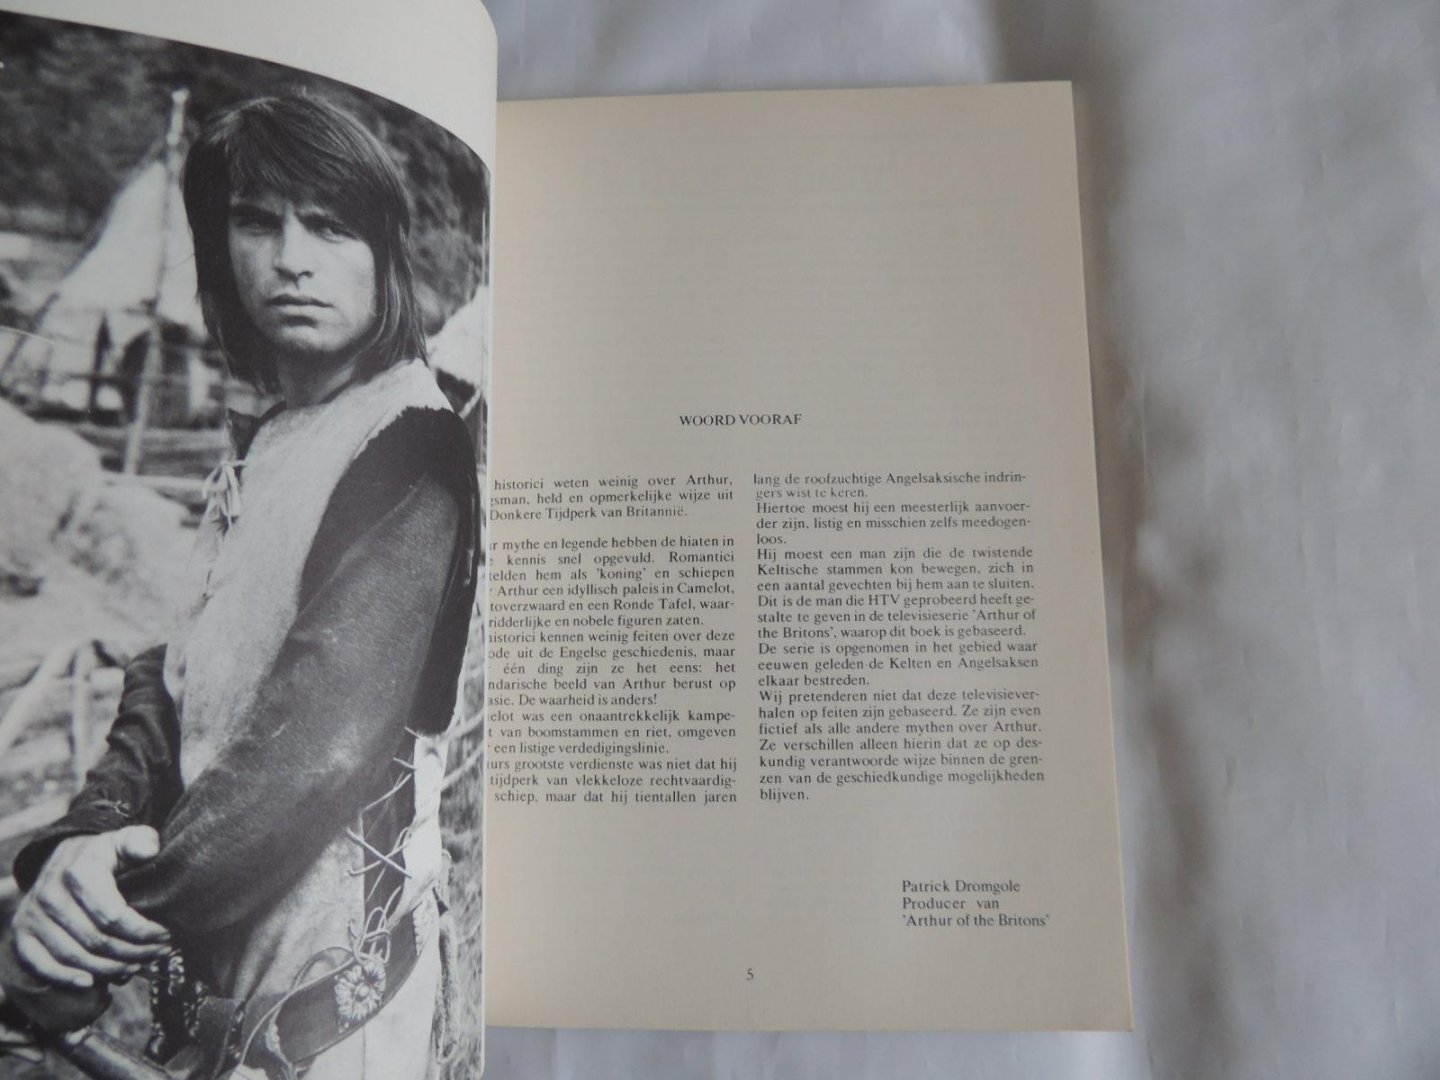 WOORD VOORAF
historici weten weinig over Arthur,
held en opmerkelijke wijze uit
Donkere Tijdperk van Britannië.
mythe en legende hebben de hiaten in
kennis snel opgevuld. Romantici
hem als 'koning' en schiepen
Arthur een idyllisch paleis in Camelot,
en een Ronde Tafel, waar-
ridderlijke en nobele figuren zaten.
historici kennen weinig feiten over deze
uit de Engelse geschiedenis, maar
één ding zijn ze het eens: het
beeld van Arthur berust op
De waarheid is anders!
was een onaantrekkelijk kampe-
van boomstammen en riet, omgeven
een listige verdedigingslinie.
grootste verdienste was niet dat hij
tijdperk van vlekkeloze rechtvaardig-
schiep, maar dat hij tientallen jaren
lang de roofzuchtige Angelsaksische indrin-
gers wist te keren.
Hiertoe moest hij een meesterlijk aanvoer-
der zijn, listig en misschien zelfs meedogen-
loos.
Hij moest een man zijn die de twistende
Keltische stammen kon bewegen, zich in
een aantal gevechten bij hem aan te sluiten.
Dit is de man die HTV geprobeerd heeft ge-
stalte te geven in de televisieserie 'Arthur of
the Britons', waarop dit boek is gebaseerd.
De serie is opgenomen in het gebied waar
eeuwen geleden de Kelten en Angelsaksen
elkaar bestreden.
Wij pretenderen niet dat deze televisiever-
halen op feiten zijn gebaseerd. Ze zijn even
fictief als alle andere mythen over Arthur.
Ze verschillen alleen hierin dat ze op des-
kundig verantwoorde wijze binnen de gren-
zen van de geschiedkundige mogelijkheden
blijven.
Patrick Dromgole
Producer van
'Arthur of the Britons'
5